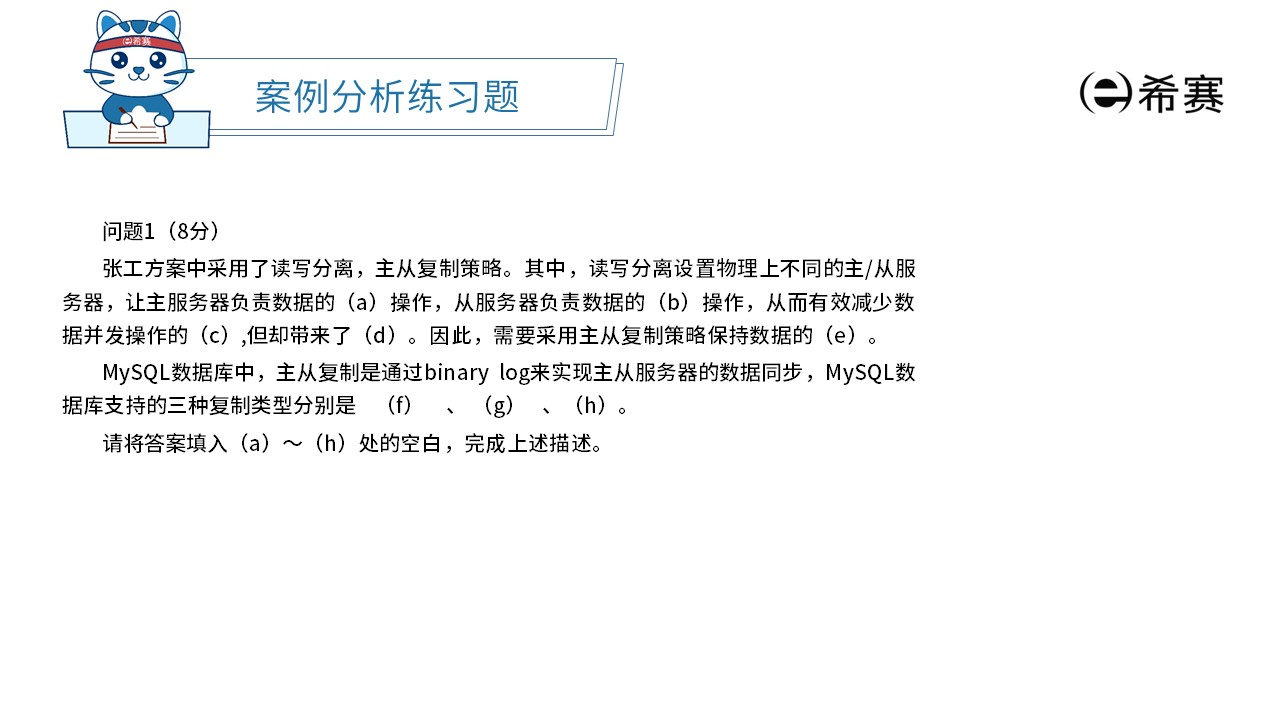 希赛
案例分析练习题
希赛
问题1（8分）
张工方案中采用了读写分离，主从复制策略。其中，读写分离设置物理上不同的主/从服
务器，让主服务器负责数据的（a）操作，从服务器负责数据的（b）操作，从而有效减少数
据并发操作的（c）,但却带来了（d）。因此，需要采用主从复制策略保持数据的（e）。
MySQL数据库中，主从复制是通过binary log来实现主从服务器的数据同步，MySQL数
据库支持的三种复制类型分别是 （f） 、 （g） 、（h）。
请将答案填入（a）～（h）处的空白，完成上述描述。